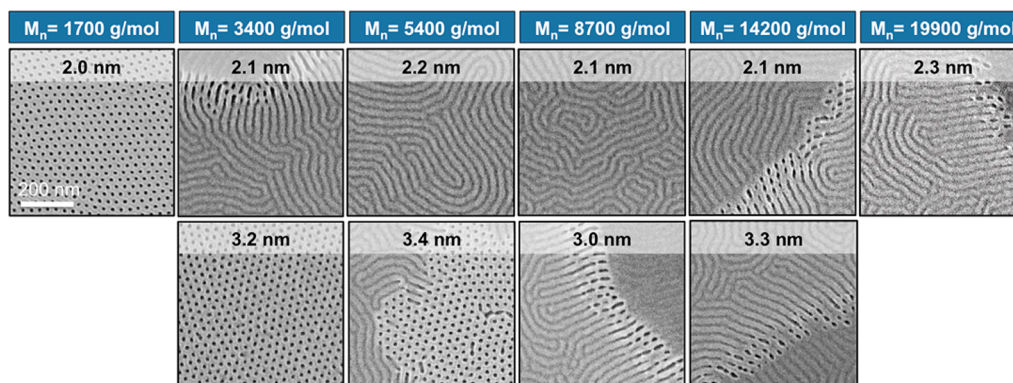 Mn= 1700 g/mol Mn= 3400 g/mol Mn= 5400 g/mol Mn= 8700 g/mol Mn= 14200 g/mol Mn= 19900 g/mol
2.0 nm 2.1 nm 2.2 nm 2.1 nm 2.1 nm 2.3 nm
200 nm
3.2 nm 3.4 nm 3.0 nm 3.3 nm